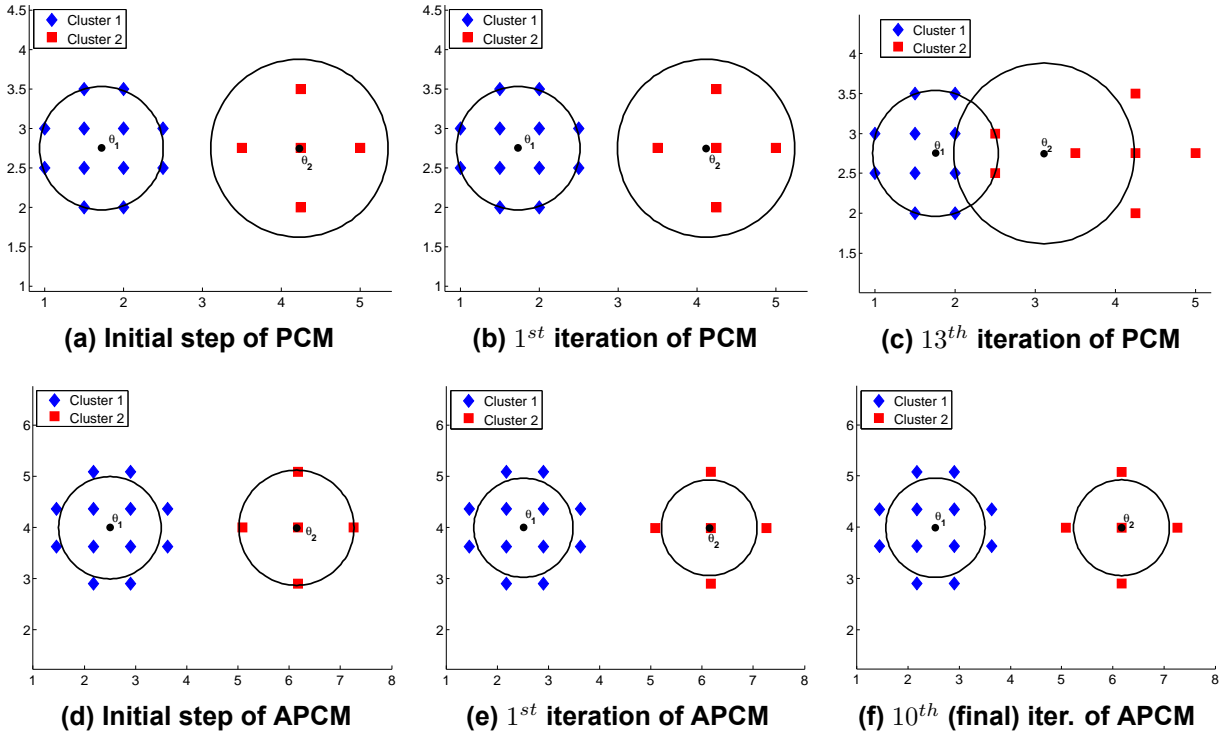 Cluster 1
Cluster 2
4.5
4
3.5
3
2.5
2
1.5
1
θ1
θ2
1 2 3 4 5
(a) Initial step of PCM
Cluster 1
Cluster 2
4.5
4
3.5
3
2.5
2
1.5
1
θ1
θ2
1 2 3 4 5
(b) 1st iteration of PCM
Cluster 1
Cluster 2
4
3.5
3
2.5
2
1.5
1
θ1
θ2
1 2 3 4 5
(c) 13th iteration of PCM
Cluster 1
Cluster 2
6
5
4
3
2
θ1
θ2
1 2 3 4 5 6 7 8
(d) Initial step of APCM
Cluster 1
Cluster 2
6
5
4
3
2
θ1
θ2
1 2 3 4 5 6 7 8
(e) 1st iteration of APCM
Cluster 1
Cluster 2
6
5
4
3
2
θ1
θ2
1 2 3 4 5 6 7 8
(f) 10th (final) iter. of APCM